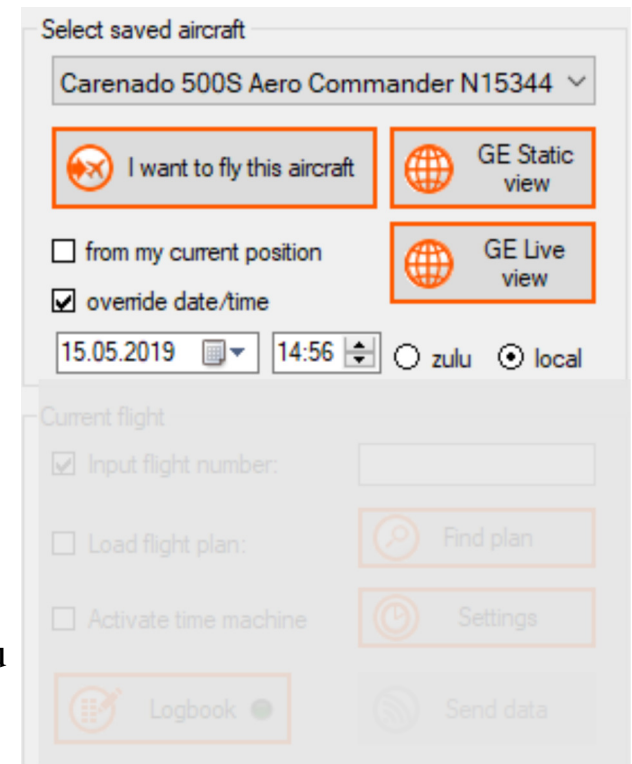 Select saved aircraft
Carenado 500S Aero Commander N15344
I want to fly this aircraft
GE Static
view
from my current position
GE Live
view
override date/time
15.05.2019 14:56 zulu local
Current flight
Input flight number:
Load flight plan: Find plan
Activate time machine Settings
Logbook Send data